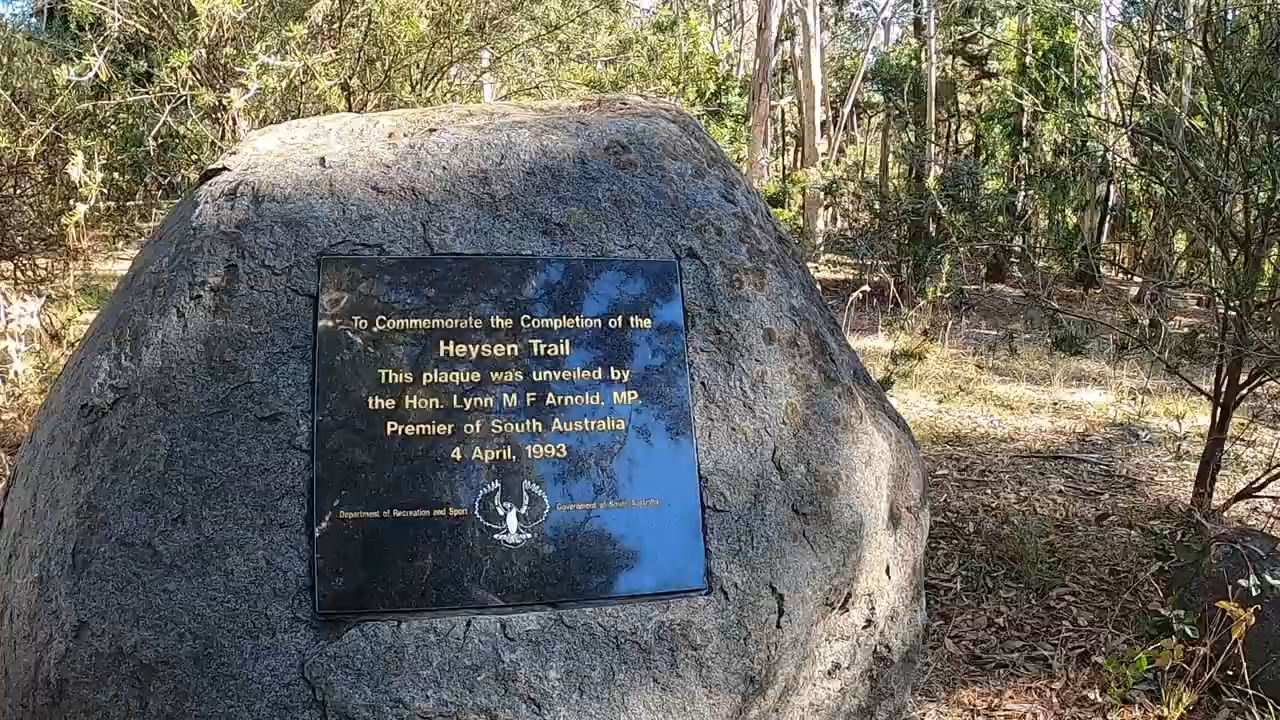 To Commemorate the Completion of the
Heysen Trail
This plaque was unveiled by
the Hon. Lynn M F Arnold, MP.
Premier of South Australia
4 April, 1993
Department of Recreation and Sport
Government of South Australia